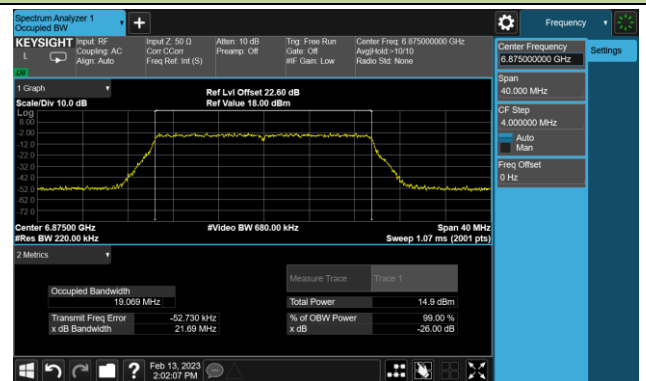 Spectrum Analyzer 1
Occupied BW
+
Frequency
KEYSIGHT
L
Input: RF
Coupling: AC
Align: Auto
Input Z: 50 Ω
Corr CCorr
Freq Ref: Int (S)
Atten: 10 dB
Preamp: Off
Trig: Free Run
Gate: Off
#IF Gain: Low
Center Freq: 6.875000000 GHz
Avg|Hold:>10/10
Radio Std: None
Center Frequency
6.875000000 GHz
Settings
Span
40.000 MHz
CF Step
4.000000 MHz
Auto
Man
Freq Offset
0 Hz
1 Graph
Ref Lvl Offset 22.60 dB
Scale/Div 10.0 dB
Ref Value 18.00 dBm
Log
8.00
-2.00
-12.0
-22.0
-32.0
-42.0
-52.0
-62.0
-72.0
Center 6.87500 GHz
#Video BW 680.00 kHz
Span 40 MHz
#Res BW 220.00 kHz
Sweep 1.07 ms (2001 pts)
2 Metrics
Measure Trace
Trace 1
Occupied Bandwidth
19.069 MHz
Total Power
14.9 dBm
Transmit Freq Error
-52.730 kHz
% of OBW Power
99.00 %
x dB Bandwidth
21.69 MHz
x dB
-26.00 dB
?
Feb 13, 2023
2:02:07 PM